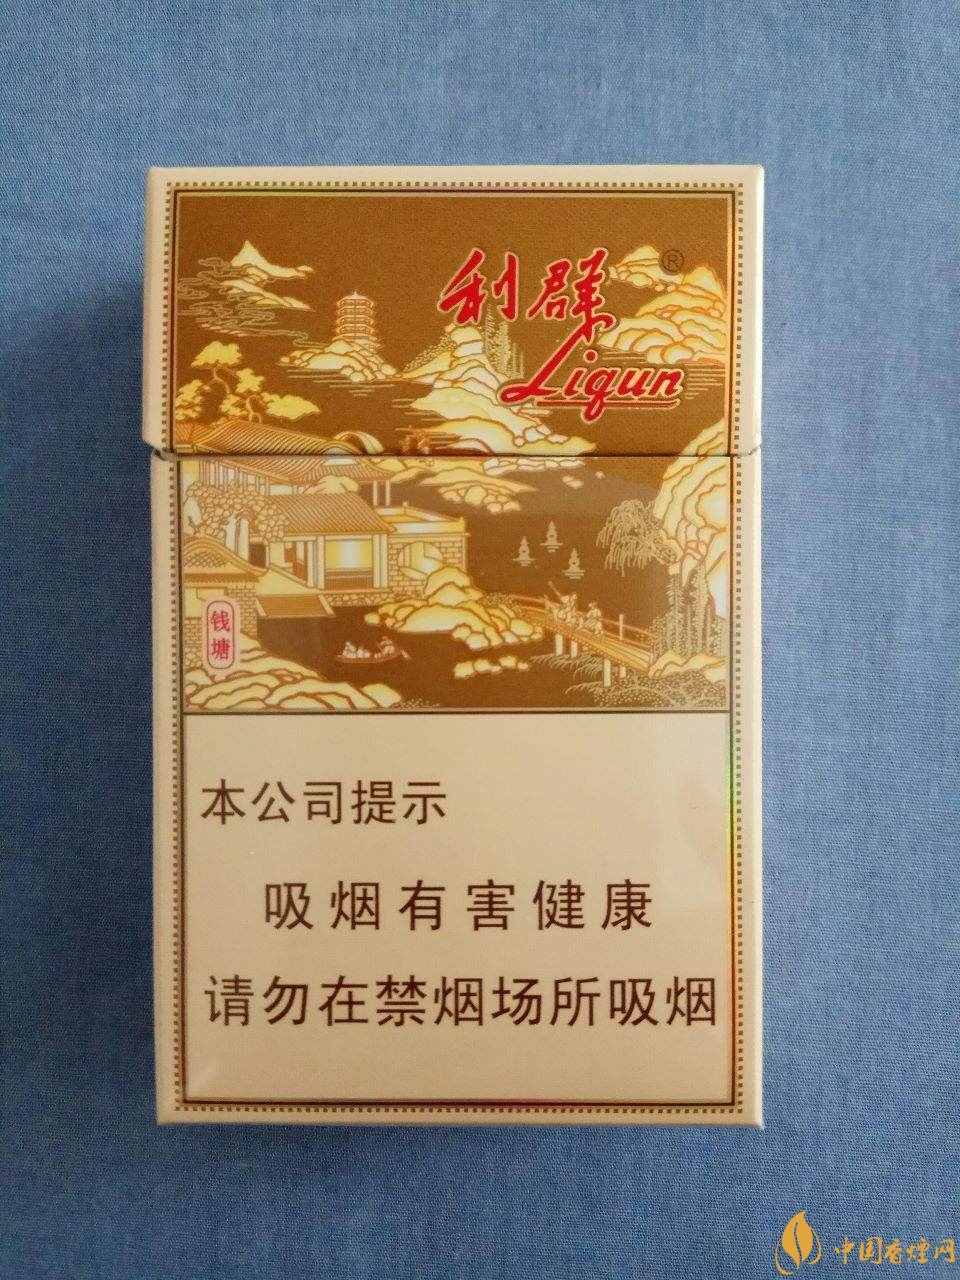 利群
®
Liqun
钱塘
本公司提示
吸烟有害健康
请勿在禁烟场所吸烟
中国香煙网